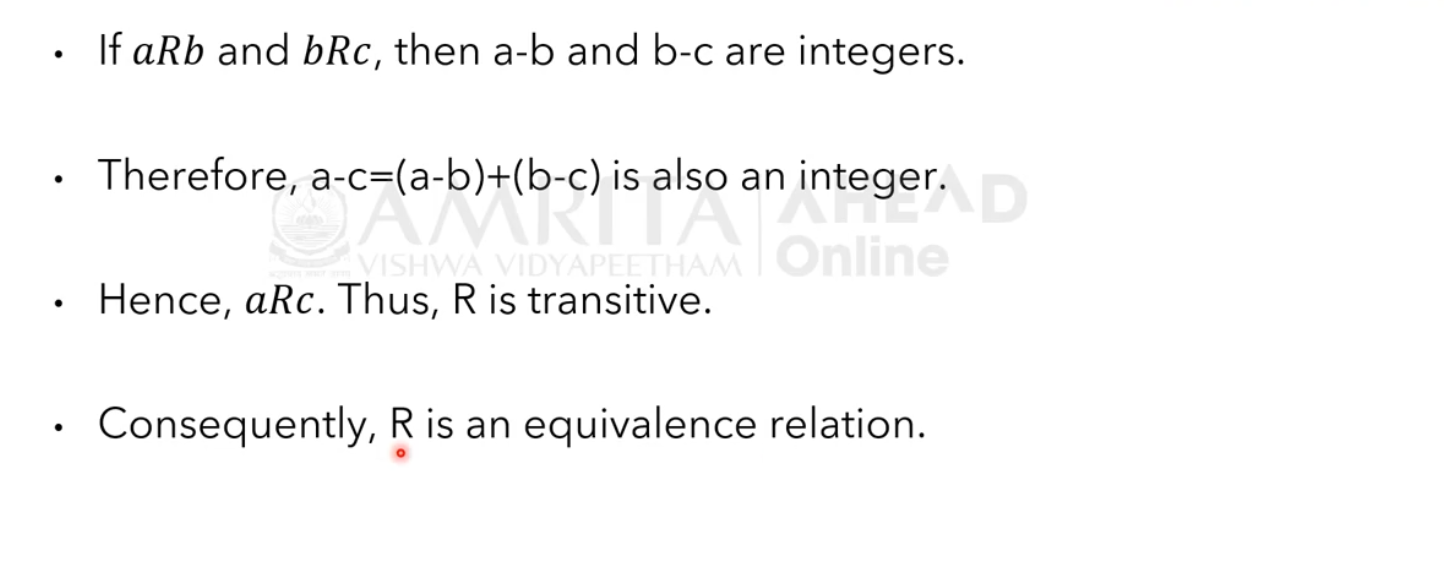 • If aRb and bRc, then a-b and b-c are integers.
• Therefore, a-c=(a-b)+(b-c) is also an integer.
AMRITA AHEAD
VISHWA VIDYAPEETHAM Online
• Hence, aRc. Thus, R is transitive.
• Consequently, R is an equivalence relation.